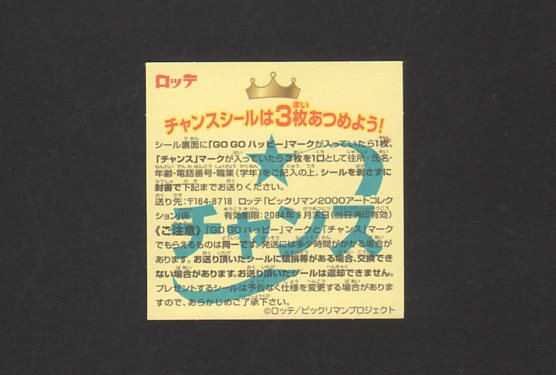 ロッテ
チャンスシールは3枚あつめよう!
シール裏面に「GO GO ハッピー」マークが入っていたら1枚、
「チャンス」マークが入っていたら3枚を1口として住所・氏名・
年齢・電話番号・職業(学年)をご記入の上、シールを剥さずに
封書で下記までお送りください。
送り先:〒164-8718 ロッテ「ビックリマン2000アートコレク
ション」係 有効期限:2004年9月末日(当日消印有効)
《ご注意》「GO GO ハッピー」マークと「チャンス」マーク
でもらえるものは同一です。発送には多少時間がかかる場合が
あります。お送り頂いたシールに破損等がある場合、交換でき
ない場合があります。お送り頂いたシールは返却できません。
プレゼントするシールは予告なく仕様を変更する場合がありま
すので、あらかじめご了承下さい。
©ロッテ/ビックリマンプロジェクト
チャンス